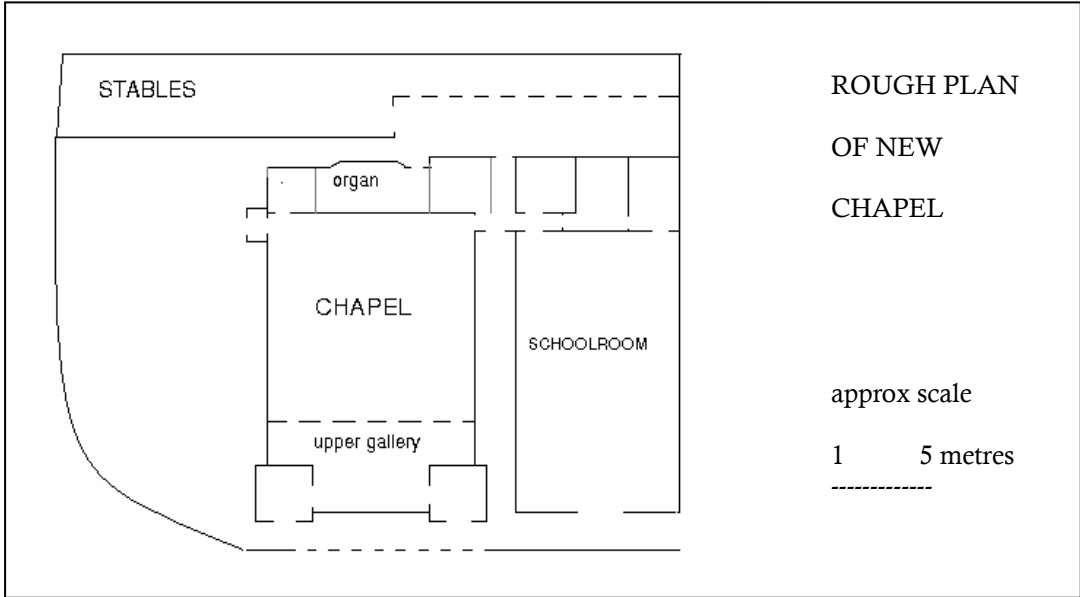 STABLES
organ
CHAPEL
SCHOOLROOM
upper gallery
ROUGH PLAN
OF NEW
CHAPEL
approx scale
1 5 metres
-------------